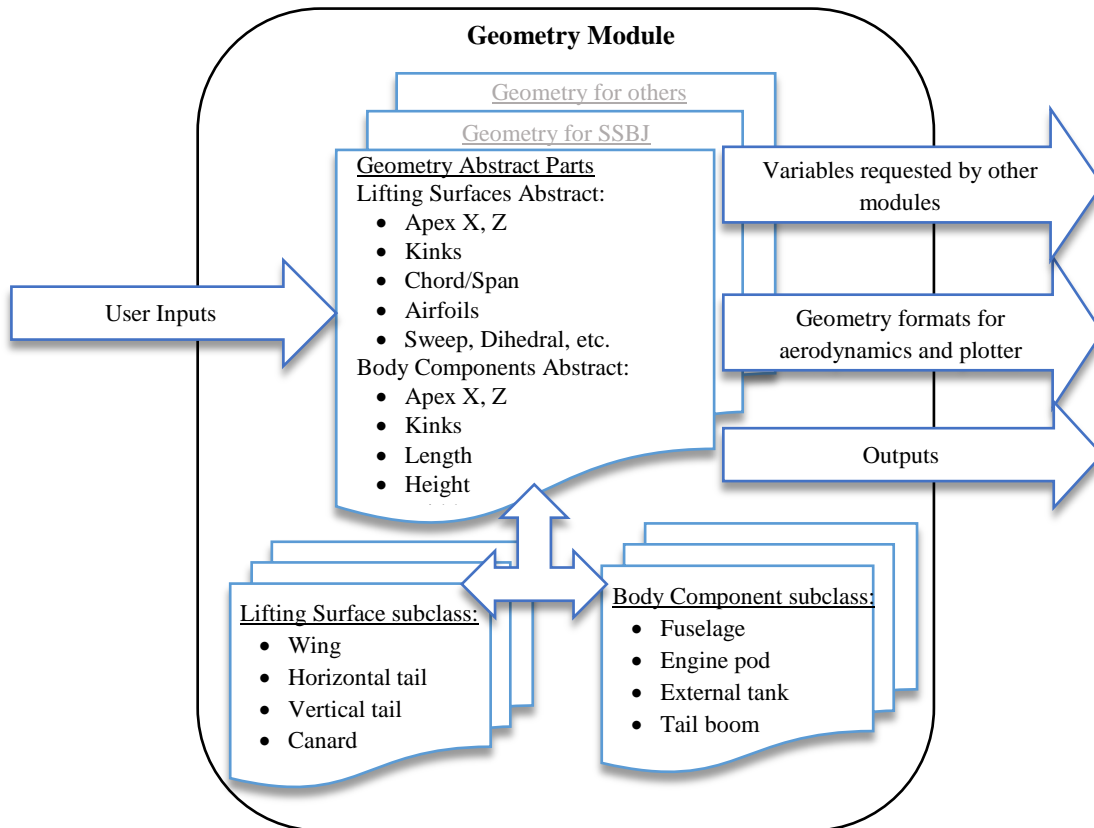 Geometry Module
Geometry for others
Geometry for SSBJ
Geometry Abstract Parts
Lifting Surfaces Abstract:
• Apex X, Z
• Kinks
• Chord/Span
• Airfoils
• Sweep, Dihedral, etc.
Body Components Abstract:
• Apex X, Z
• Kinks
• Length
• Height
User Inputs
Variables requested by other
modules
Geometry formats for
aerodynamics and plotter
Outputs
Lifting Surface subclass:
• Wing
• Horizontal tail
• Vertical tail
• Canard
Body Component subclass:
• Fuselage
• Engine pod
• External tank
• Tail boom